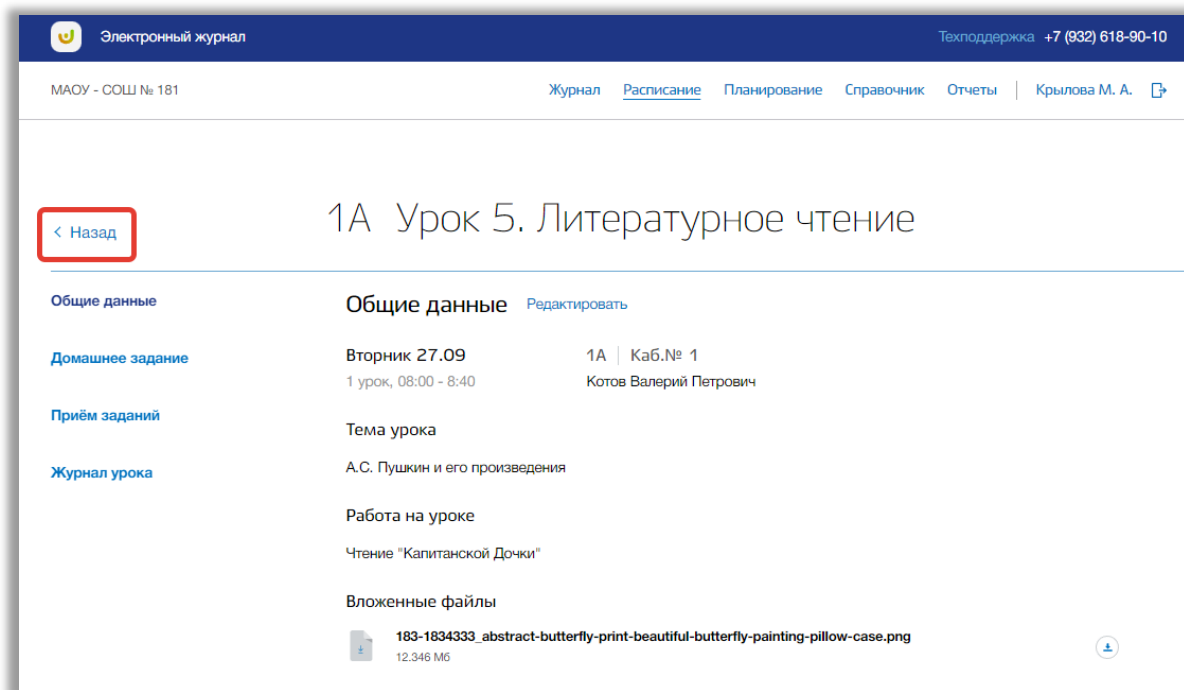 Электронный журнал
Техподдержка +7 (932) 618-90-10
МАОУ - СОШ № 181
Журнал Расписание Планирование Справочник Отчеты Крылова М. А.
Назад
1А Урок 5. Литературное чтение
Общие данные
Домашнее задание
Приём заданий
Журнал урока
Общие данные Редактировать
Вторник 27.09
1 урок, 08:00 - 8:40
1А Каб.№ 1
Котов Валерий Петрович
Тема урока
А.С. Пушкин и его произведения
Работа на уроке
Чтение "Капитанской Дочки"
Вложенные файлы
183-1834333_abstract-butterfly-print-beautiful-butterfly-painting-pillow-case.png
12.346 Мб